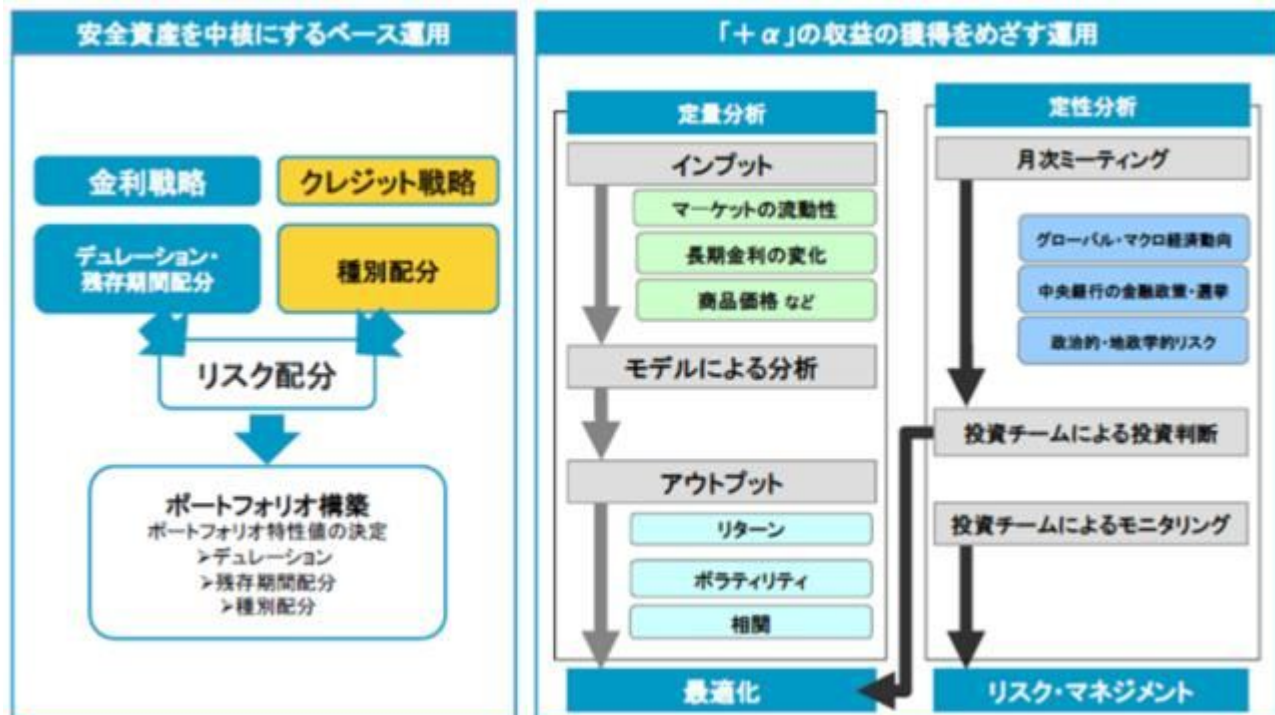 安全資産を中核にするベース運用
金利戦略
クレジット戦略
デュレーション・
残存期間配分
種別配分
リスク配分
ポートフォリオ構築
ポートフォリオ特性値の決定
➢デュレーション
➢残存期間配分
➢種別配分
「+α」の収益の獲得をめざす運用
定量分析
インプット
マーケットの流動性
長期金利の変化
商品価格 など
モデルによる分析
アウトプット
リターン
ボラティリティ
相関
最適化
定性分析
月次ミーティング
グローバル・マクロ経済動向
中央銀行の金融政策・選挙
政治的・地政学的リスク
投資チームによる投資判断
投資チームによるモニタリング
リスク・マネジメント